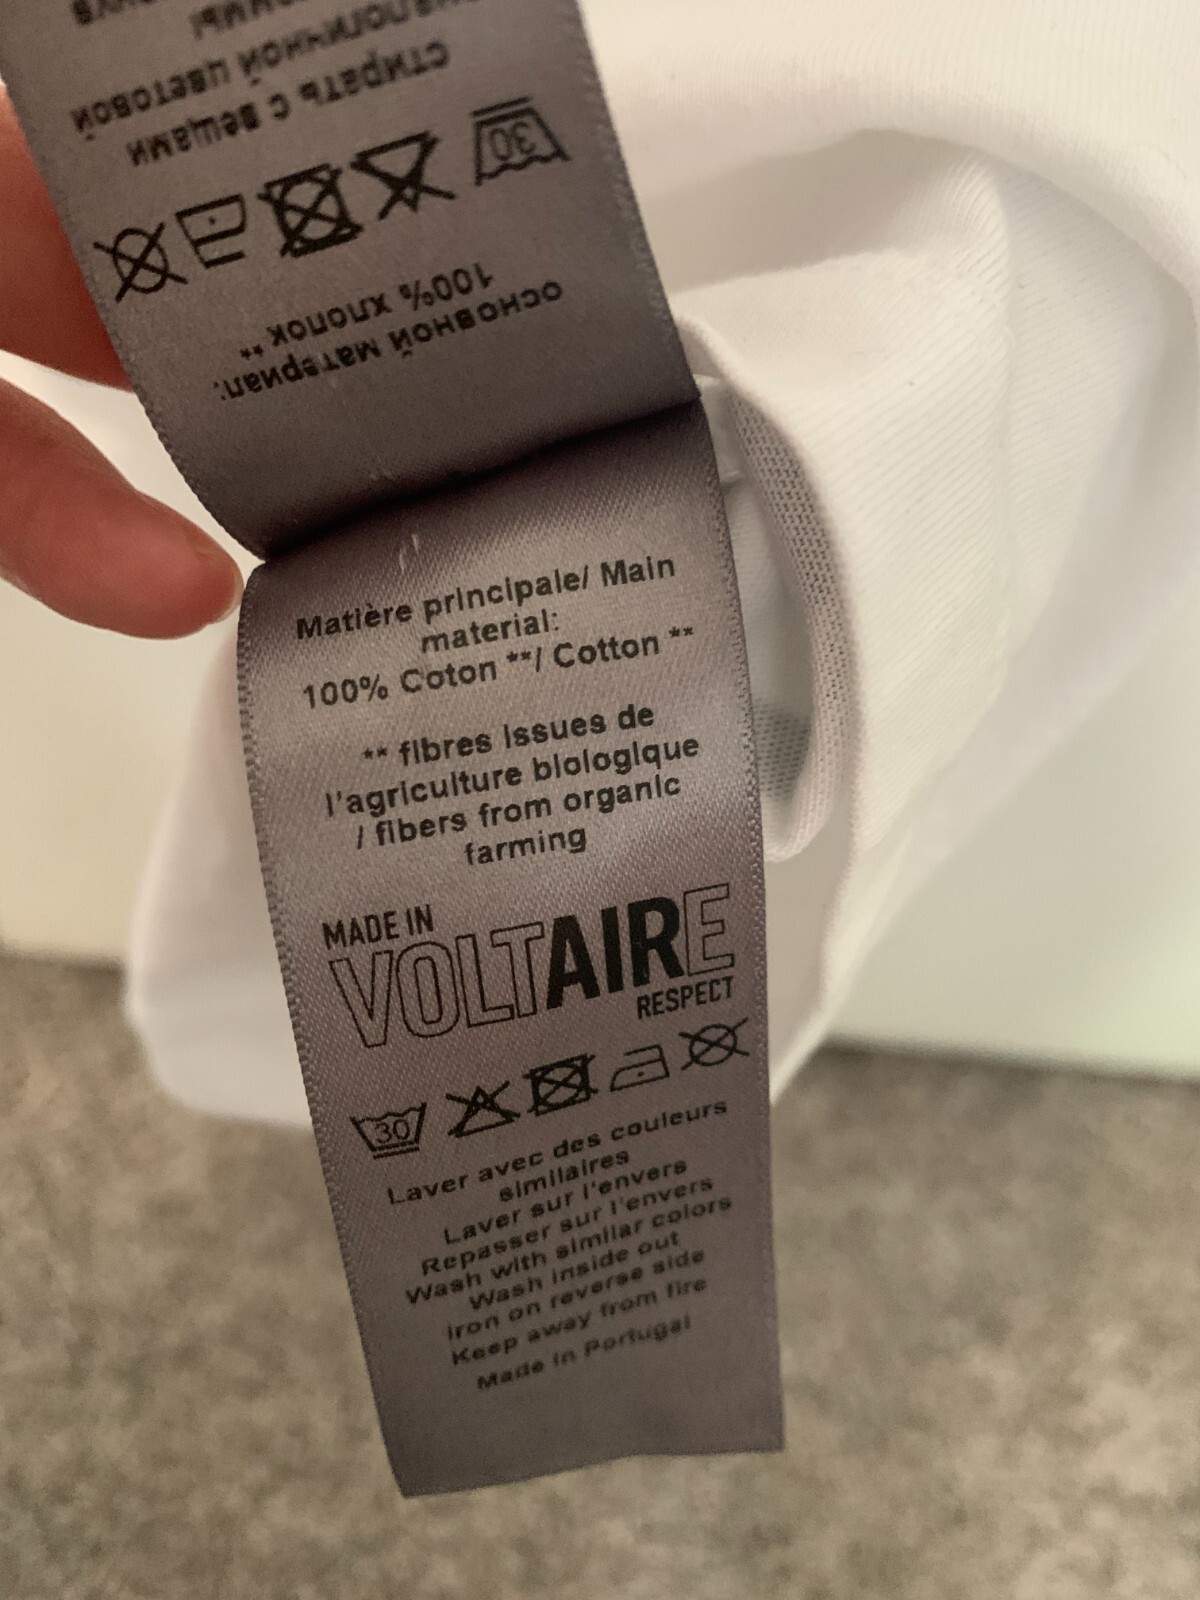 аналогичной цветовой
стирать с вещами
30
основной материал:
100% хлопок **
Matière principale/ Main
material:
100% Coton **/ Cotton **
** fibres issues de
l'agriculture biologique
/ fibers from organic
farming
MADE IN
VOLTAIRE
RESPECT
30
Laver avec des couleurs
similaires
Laver sur l'envers
Repasser sur l'envers
Wash with similar colors
Wash inside out
iron on reverse side
Keep away from fire
Made in Portugal